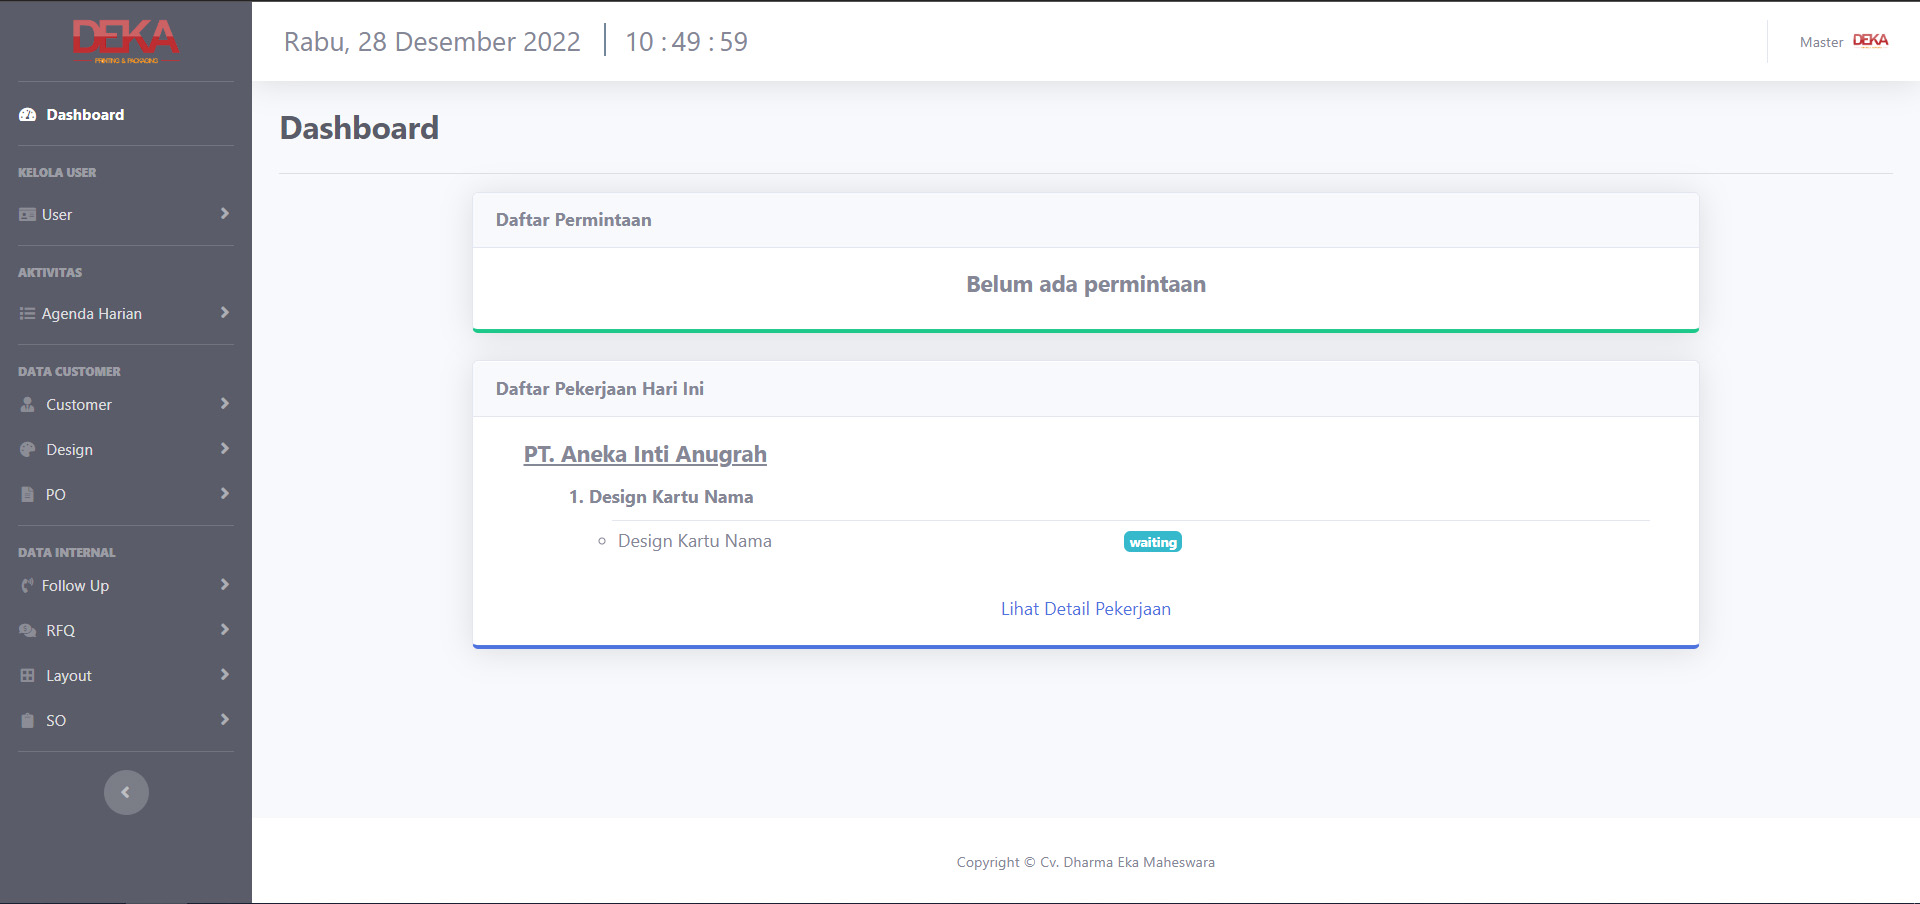 DEKA
PRINTING & PACKAGING
Dashboard
KELOLA USER
User
AKTIVITAS
Agenda Harian
DATA CUSTOMER
Customer
Design
PO
DATA INTERNAL
Follow Up
RFQ
Layout
SO
Rabu, 28 Desember 2022 10 : 49 : 59
Master DEKA
Dashboard
Daftar Permintaan
Belum ada permintaan
Daftar Pekerjaan Hari Ini
PT. Aneka Inti Anugrah
1. Design Kartu Nama
Design Kartu Nama waiting
Lihat Detail Pekerjaan
Copyright © Cv. Dharma Eka Maheswara